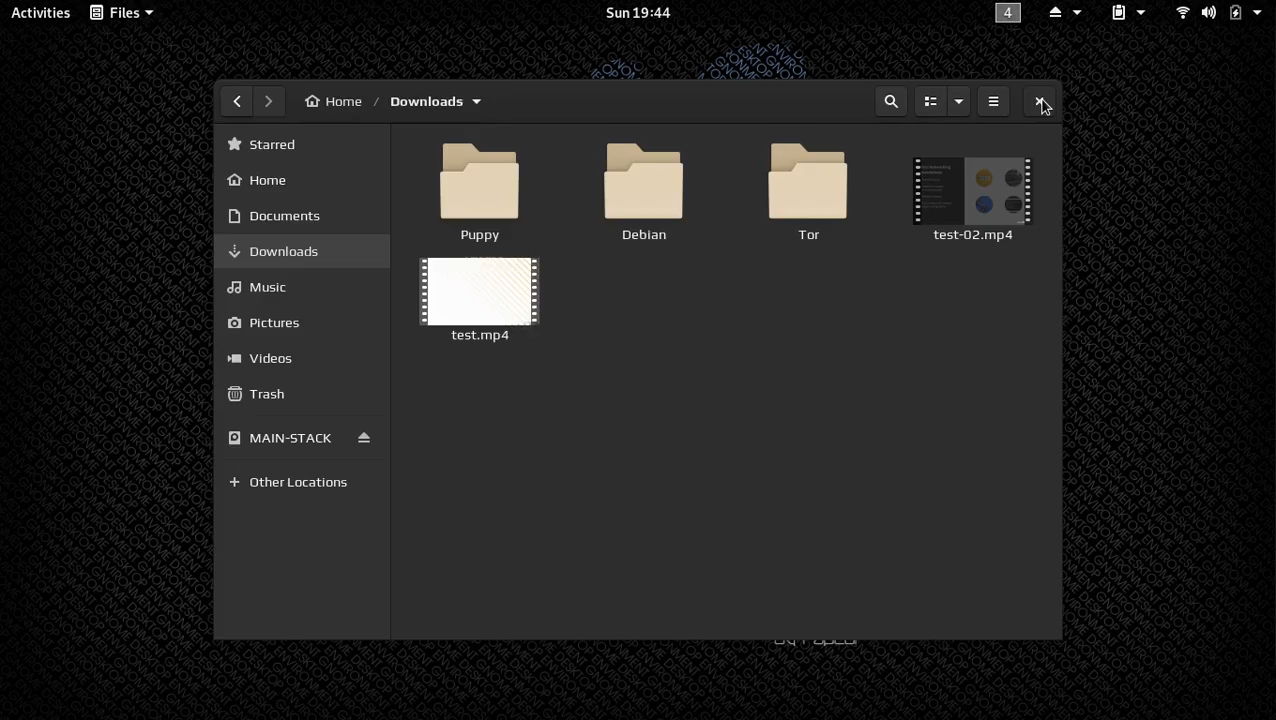 Activities Files Sun 19:44 4
Home / Downloads
Starred
Home
Documents
Downloads
Music
Pictures
Videos
Trash
MAIN-STACK
Other Locations
Puppy Debian Tor test-02.mp4
test.mp4